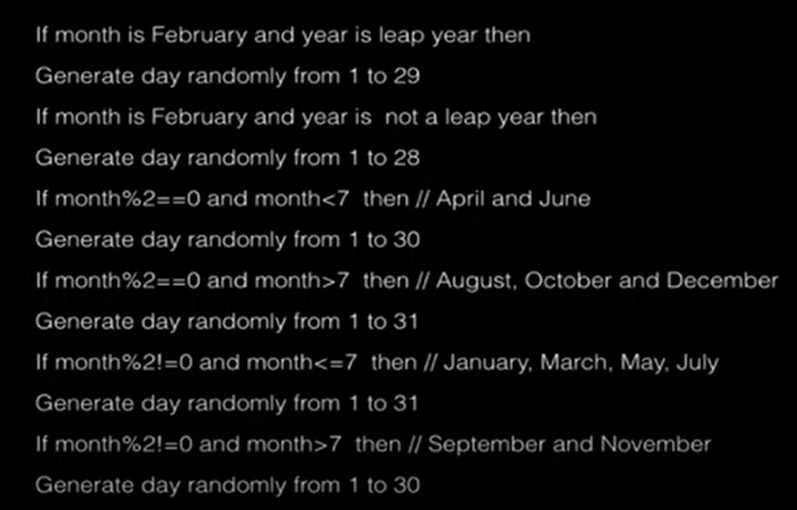 If month is February and year is leap year then
Generate day randomly from 1 to 29
If month is February and year is  not a leap year then
Generate day randomly from 1 to 28
If month%2==0 and month<7  then // April and June
Generate day randomly from 1 to 30
If month%2==0 and month>7  then // August, October and December
Generate day randomly from 1 to 31
If month%2!=0 and month<=7  then // January, March, May, July
Generate day randomly from 1 to 31
If month%2!=0 and month>7  then // September and November
Generate day randomly from 1 to 30